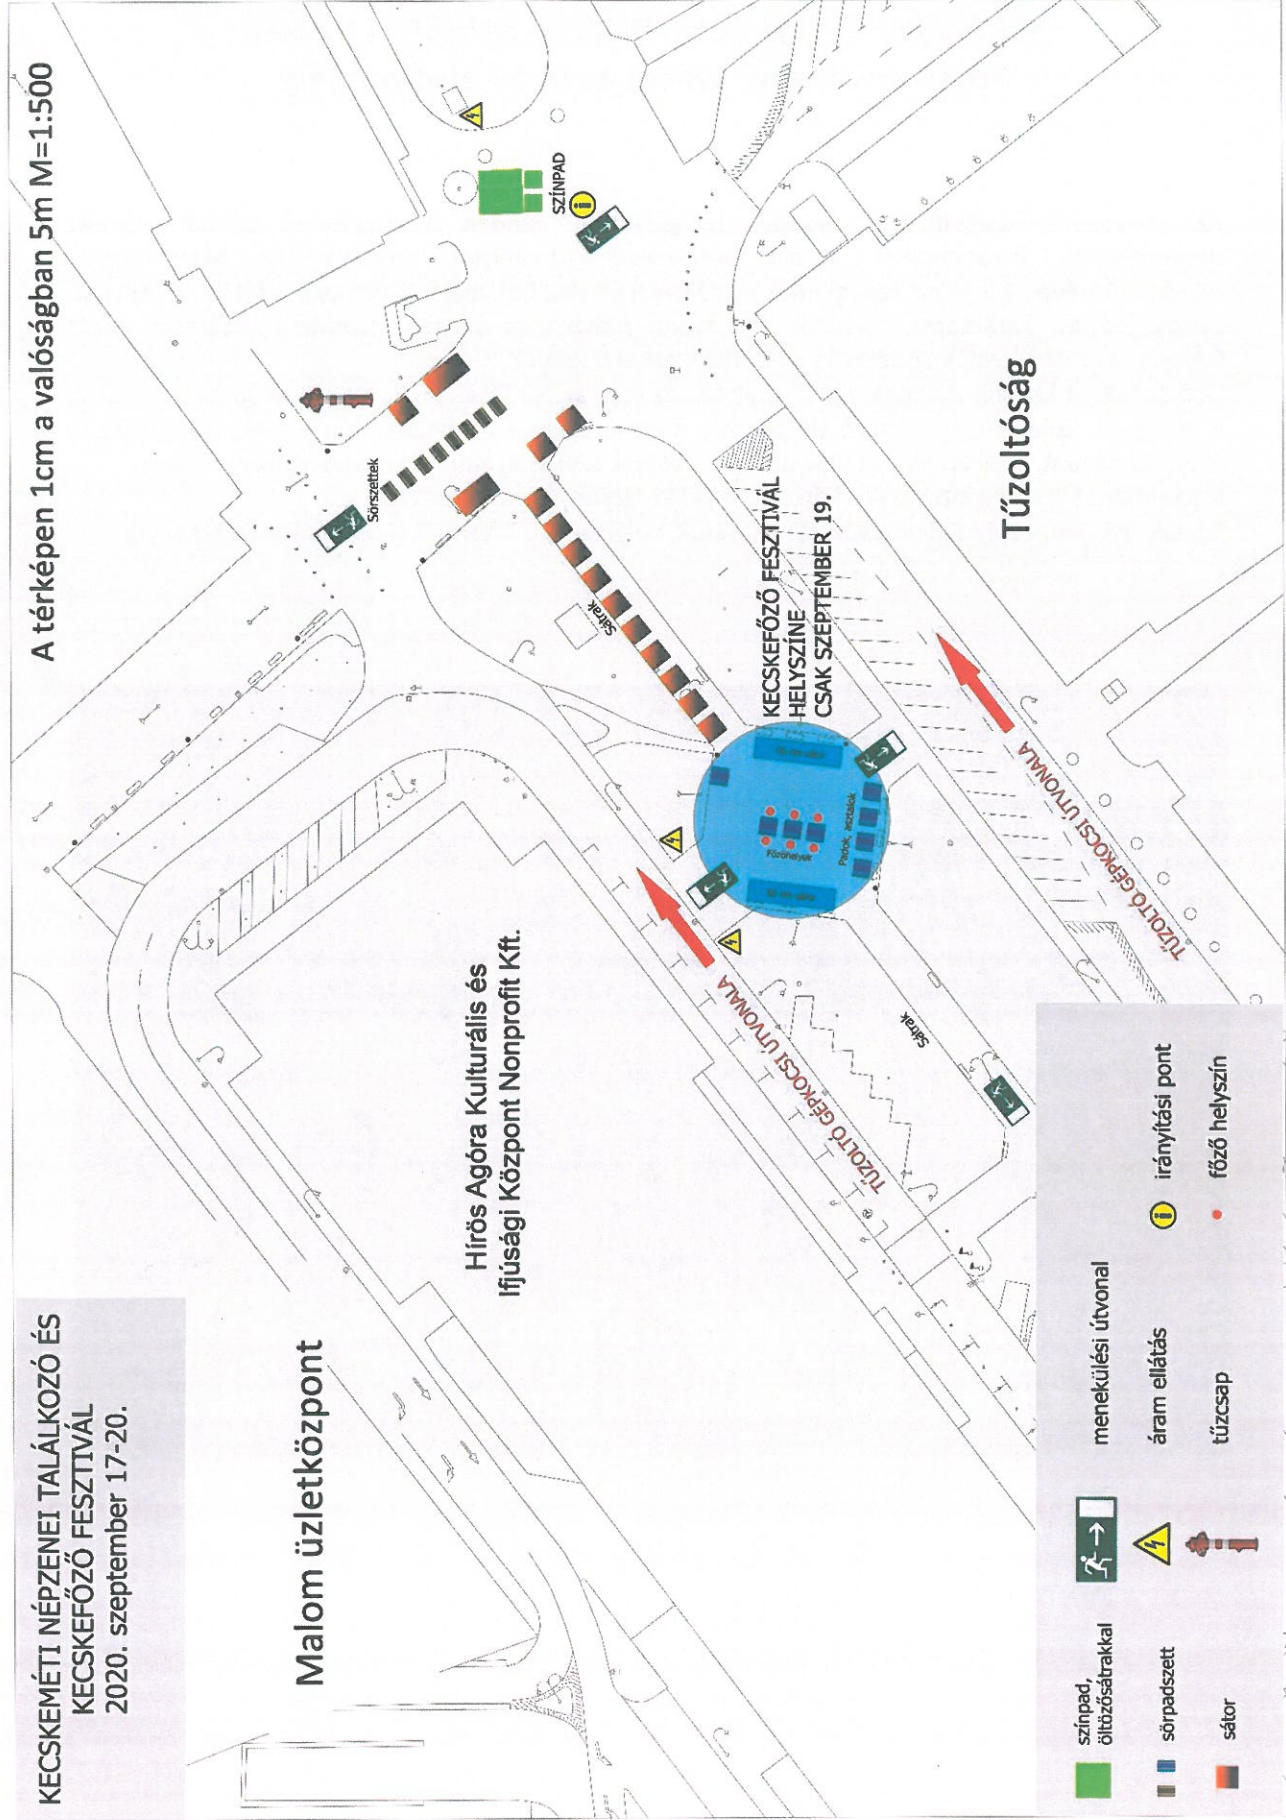 KECSKEMÉTI NÉPZENEI TALÁLKOZÓ ÉS
KECSKEFŐZŐ FESZTIVÁL
2020. szeptember 17-20.
A térképen 1cm a valóságban 5m M=1:500
Malom üzletközpont
Hírös Agóra Kulturális és
Ifjúsági Központ Nonprofit Kft.
Sörszettek
SZÍNPAD
Sátrak
KECSKEFŐZŐ FESZTIVÁL
HELYSZÍNE
CSAK SZEPTEMBER 19.
Főzőhelyek
Padok, asztalok
Tűzoltóság
TŰZOLTÓ GÉPKOCSI ÚTVONALA
TŰZOLTÓ GÉPKOCSI ÚTVONALA
Sátrak
színpad,
öltözősátrakkal
menekülési útvonal
sörpadszett
áram ellátás
irányítási pont
sátor
tűzcsap
főző helyszín